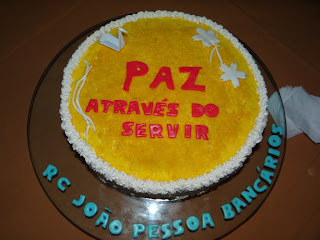 PAZ
ATRAVÉS DO
SERVIR
RC JOÃO PESSOA BANCÁRIOS